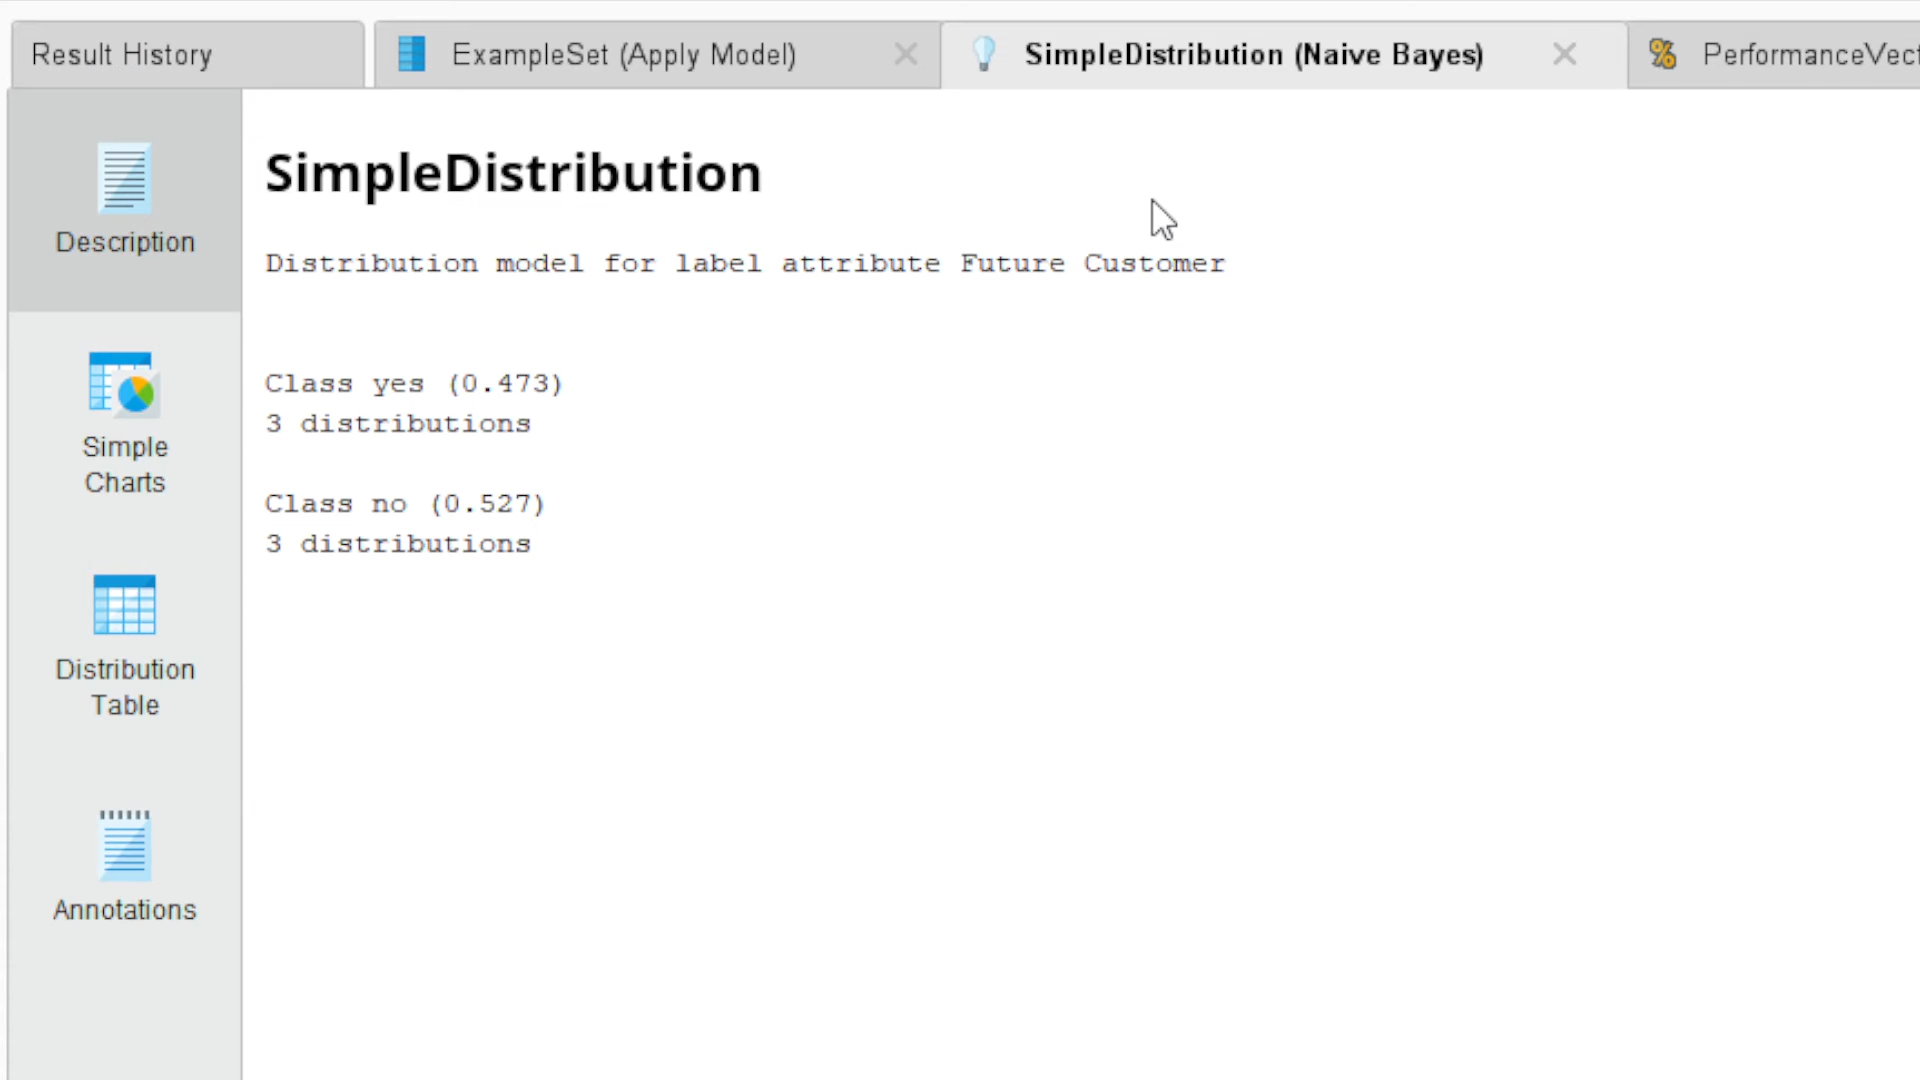 Result History
ExampleSet (Apply Model)
SimpleDistribution (Naive Bayes)
PerformanceVect
Description
Simple
Charts
Distribution
Table
Annotations
SimpleDistribution
Distribution model for label attribute Future Customer
Class yes (0.473)
3 distributions
Class no (0.527)
3 distributions